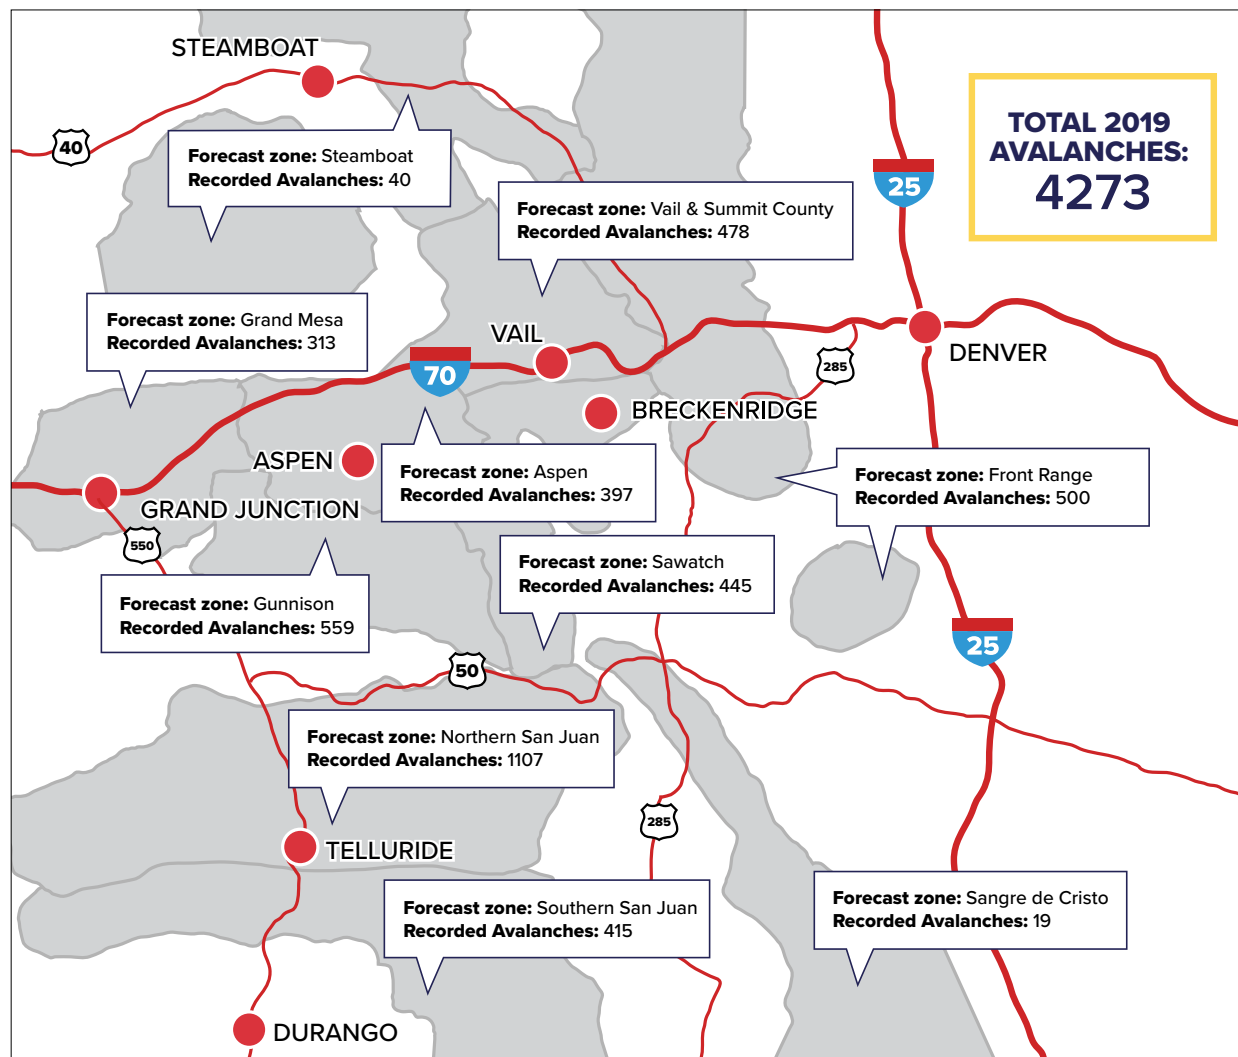 STEAMBOAT
40
Forecast zone: Steamboat
Recorded Avalanches: 40
TOTAL 2019
AVALANCHES:
4273
25
Forecast zone: Vail & Summit County
Recorded Avalanches: 478
Forecast zone: Grand Mesa
Recorded Avalanches: 313
VAIL
DENVER
285
70
BRECKENRIDGE
ASPEN
Forecast zone: Aspen
Recorded Avalanches: 397
Forecast zone: Front Range
Recorded Avalanches: 500
GRAND JUNCTION
550
Forecast zone: Sawatch
Recorded Avalanches: 445
Forecast zone: Gunnison
Recorded Avalanches: 559
25
50
Forecast zone: Northern San Juan
Recorded Avalanches: 1107
285
TELLURIDE
Forecast zone: Southern San Juan
Recorded Avalanches: 415
Forecast zone: Sangre de Cristo
Recorded Avalanches: 19
DURANGO